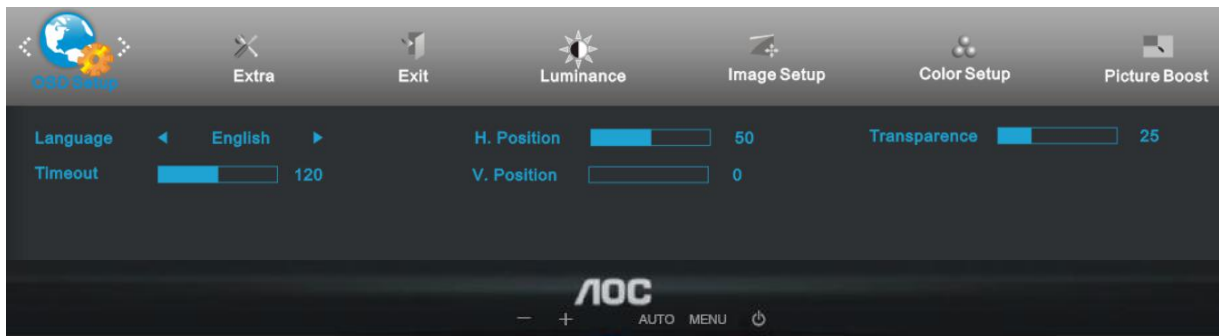 OSD Setup Extra Exit Luminance Image Setup Color Setup Picture Boost
Language English H. Position 50 Transparence 25
Timeout 120 V. Position 0
AOC
− + AUTO MENU